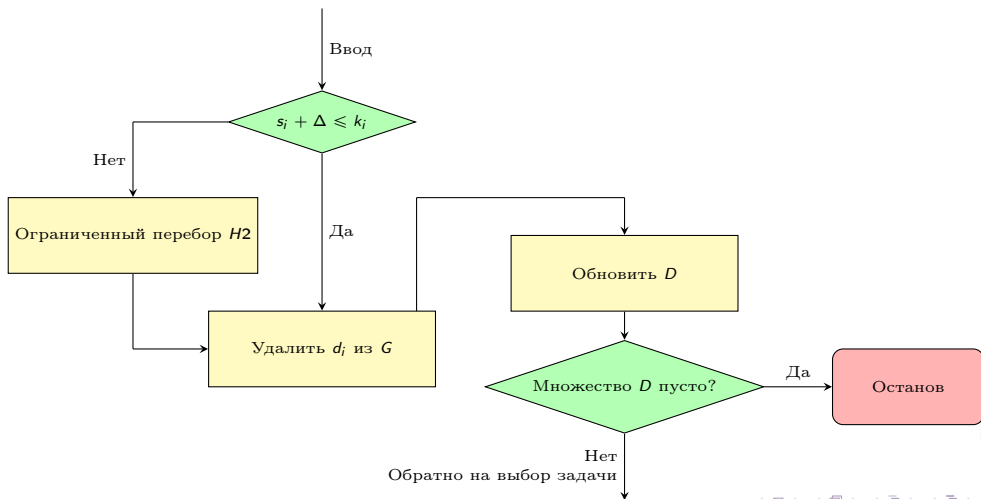 Ввод
sᵢ + Δ ⩽ kᵢ
Нет
Ограниченный перебор H2
Да
Обновить D
Удалить dᵢ из G
Множество D пусто?
Да
Останов
Нет
Обратно на выбор задачи